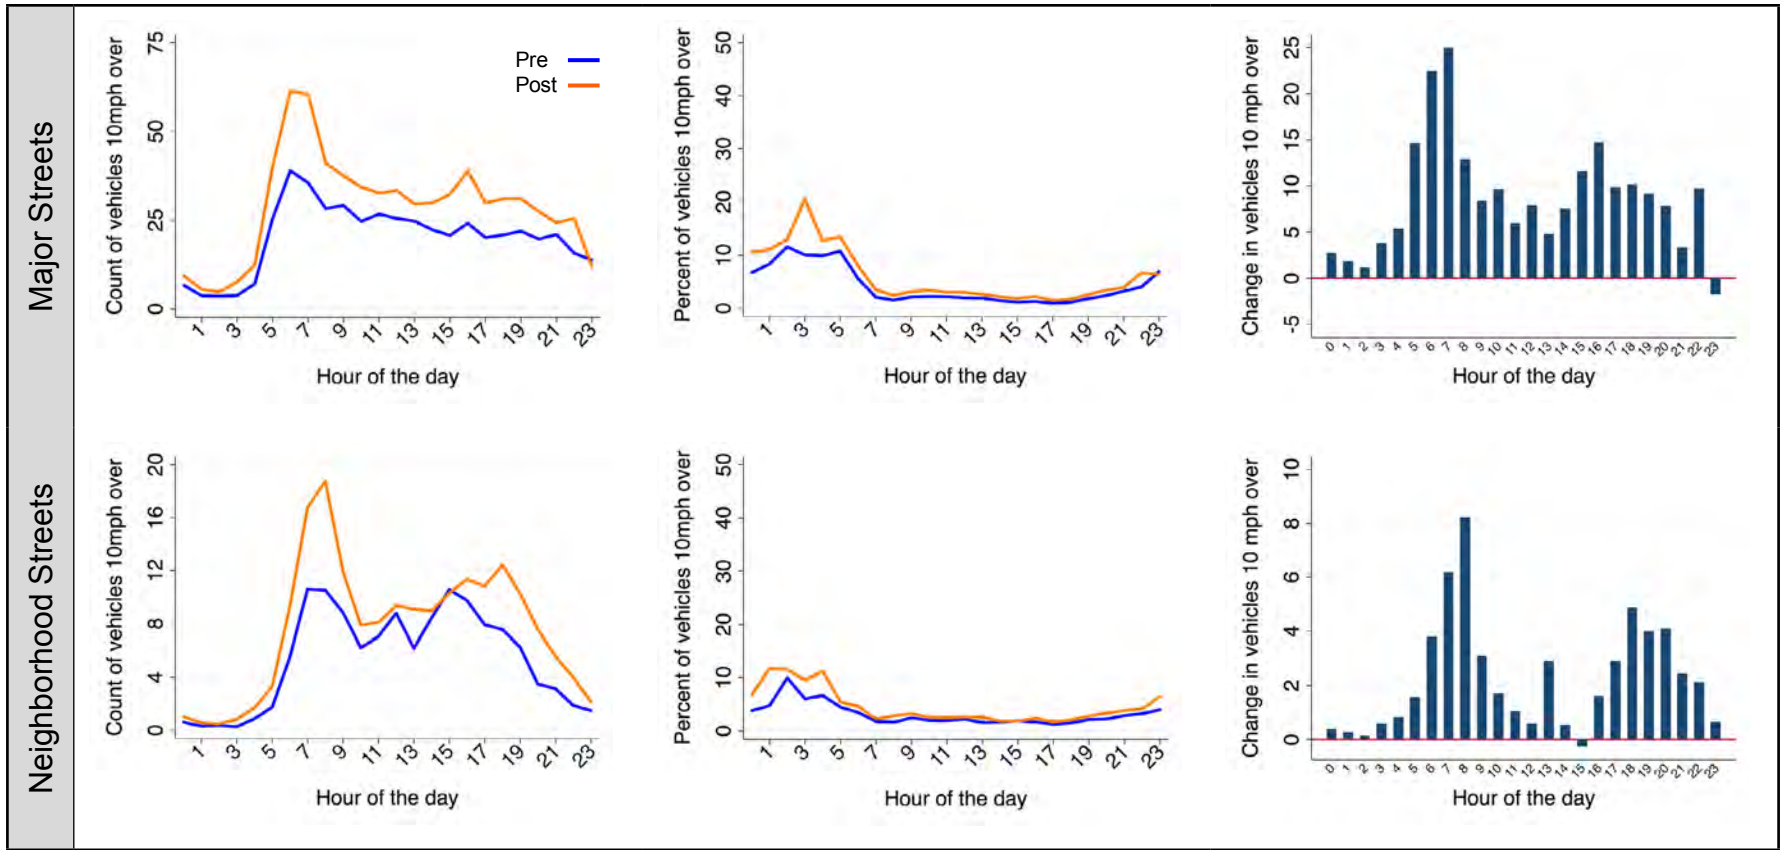 Major Streets
Count of vehicles 10mph over
75
50
25
0
1 3 5 7 9 11 13 15 17 19 21 23
Hour of the day
Pre
Post
Percent of vehicles 10mph over
50
40
30
20
10
0
1 3 5 7 9 11 13 15 17 19 21 23
Hour of the day
Change in vehicles 10 mph over
25
20
15
10
5
0
-5
0 1 2 3 4 5 6 7 8 9 10 11 12 13 14 15 16 17 18 19 20 21 22 23
Hour of the day
Neighborhood Streets
Count of vehicles 10mph over
20
16
12
8
4
0
1 3 5 7 9 11 13 15 17 19 21 23
Hour of the day
Percent of vehicles 10mph over
50
40
30
20
10
0
1 3 5 7 9 11 13 15 17 19 21 23
Hour of the day
Change in vehicles 10 mph over
10
8
6
4
2
0
0 1 2 3 4 5 6 7 8 9 10 11 12 13 14 15 16 17 18 19 20 21 22 23
Hour of the day